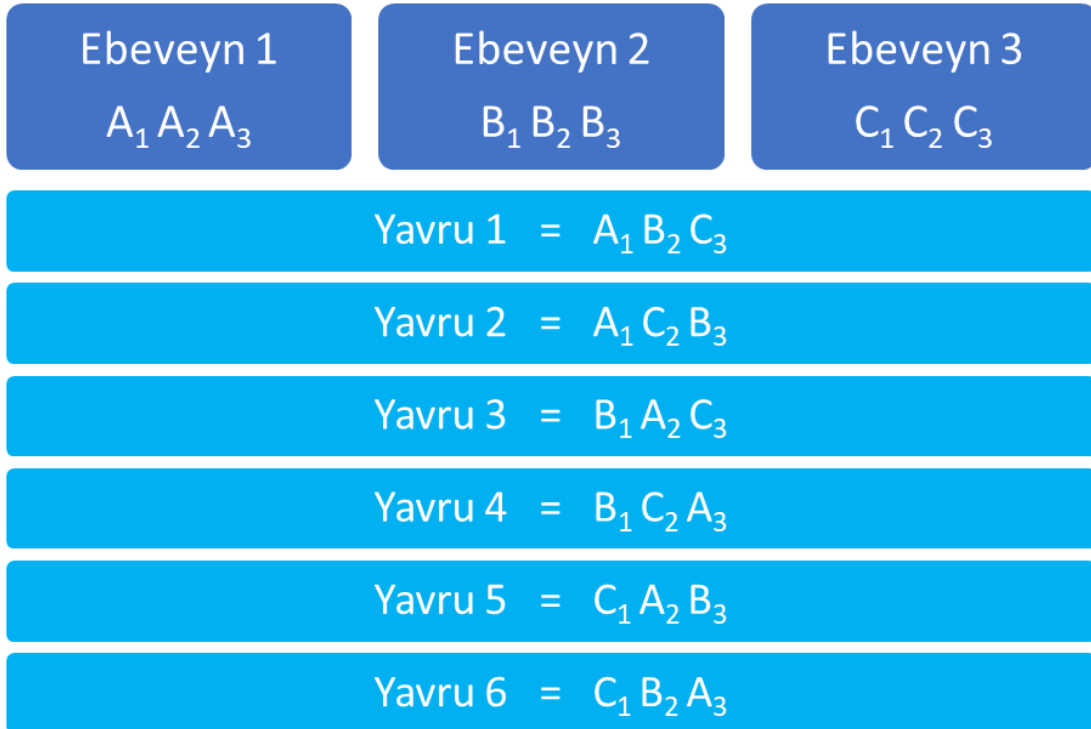 Ebeveyn 1
A₁ A₂ A₃
Ebeveyn 2
B₁ B₂ B₃
Ebeveyn 3
C₁ C₂ C₃
Yavru 1 = A₁ B₂ C₃
Yavru 2 = A₁ C₂ B₃
Yavru 3 = B₁ A₂ C₃
Yavru 4 = B₁ C₂ A₃
Yavru 5 = C₁ A₂ B₃
Yavru 6 = C₁ B₂ A₃